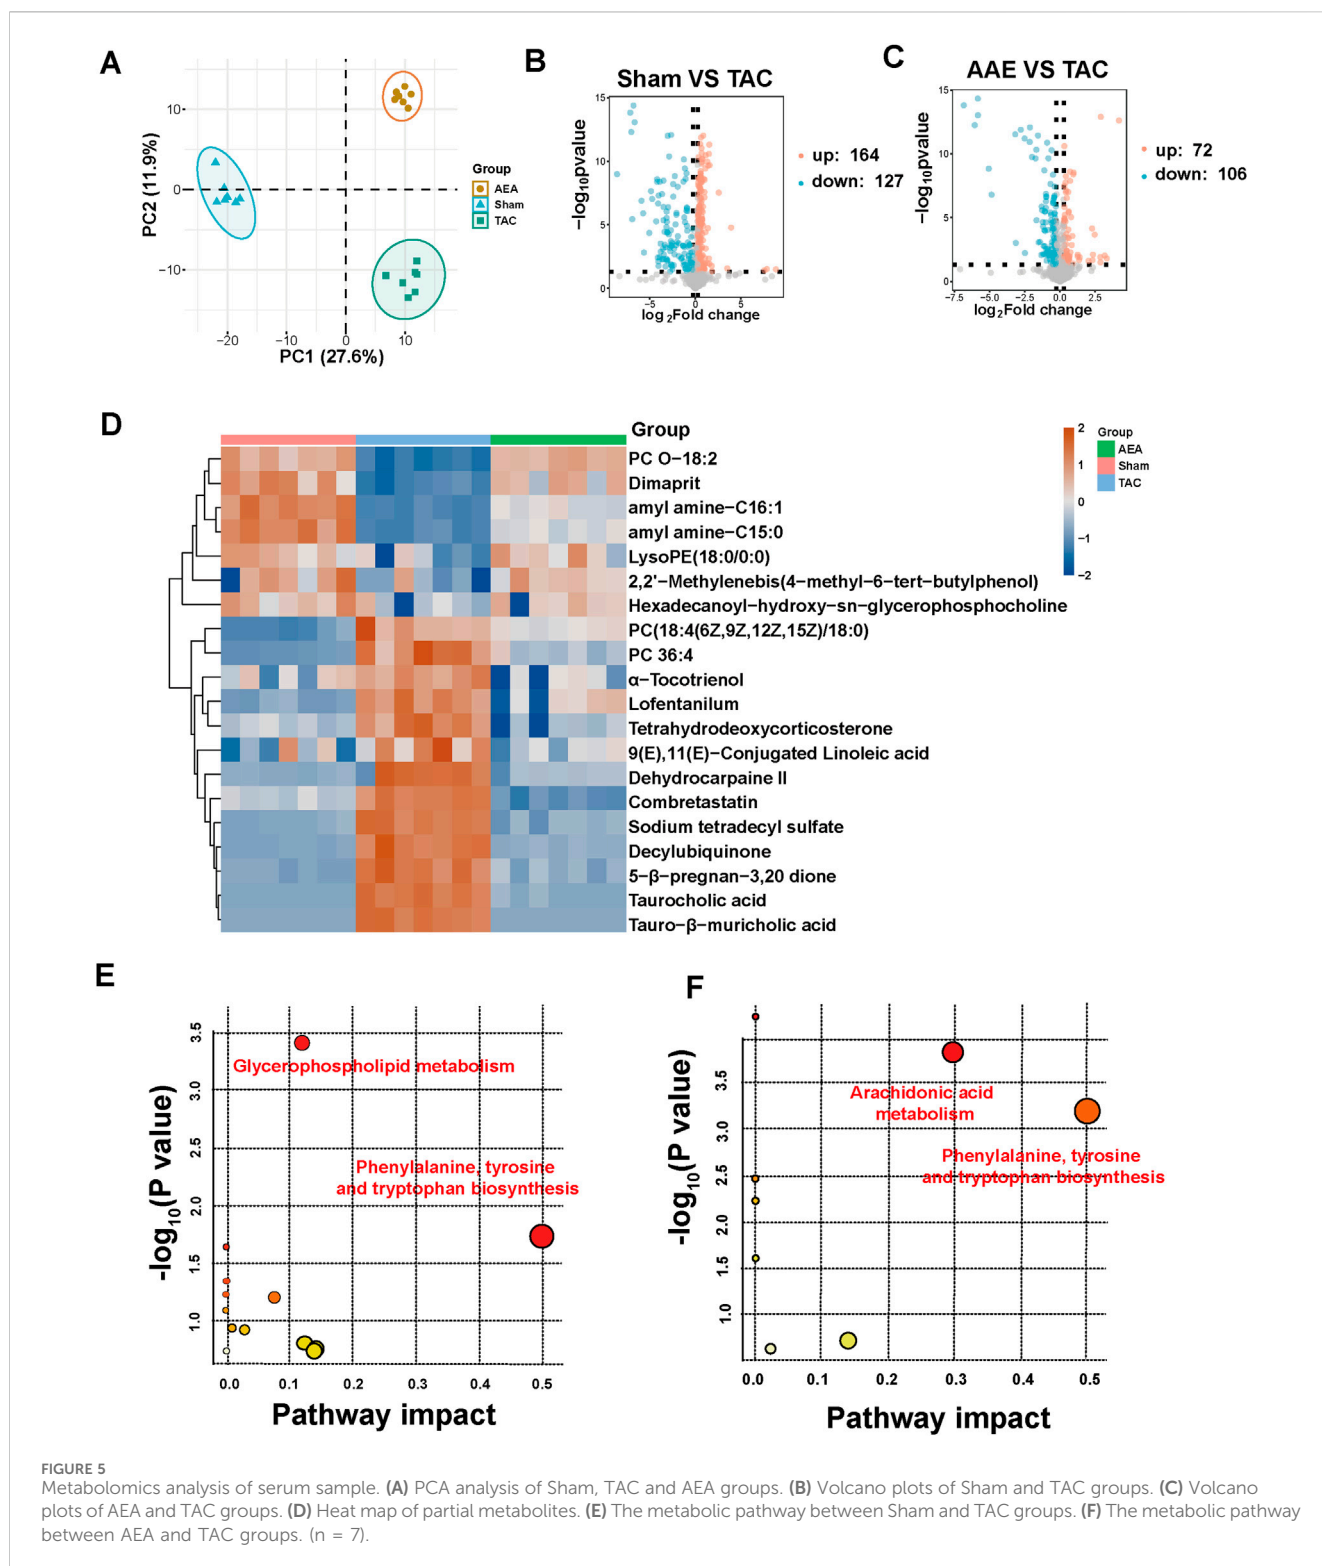 A
PC2 (11.9%)
10
0
−10
−20
−10
0
10
PC1 (27.6%)
Group
AEA
Sham
TAC
B
Sham VS TAC
−log10pvalue
15
10
5
0
−5
0
5
log2Fold change
up: 164
down: 127
C
AAE VS TAC
−log10pvalue
15
10
5
0
−7.5
−5.0
−2.5
0.0
2.5
log2Fold change
up: 72
down: 106
D
Group
PC O−18:2
Dimaprit
amyl amine−C16:1
amyl amine−C15:0
LysoPE(18:0/0:0)
2,2'−Methylenebis(4−methyl−6−tert−butylphenol)
Hexadecanoyl−hydroxy−sn−glycerophosphocholine
PC(18:4(6Z,9Z,12Z,15Z)/18:0)
PC 36:4
α−Tocotrienol
Lofentanilum
Tetrahydrodeoxycorticosterone
9(E),11(E)−Conjugated Linoleic acid
Dehydrocarpaine II
Combretastatin
Sodium tetradecyl sulfate
Decylubiquinone
5−β−pregnan−3,20 dione
Taurocholic acid
Tauro−β−muricholic acid
2
1
0
−1
−2
Group
AEA
Sham
TAC
E
-log10(P value)
3.5
3.0
2.5
2.0
1.5
1.0
Glycerophospholipid metabolism
Phenylalanine, tyrosine
and tryptophan biosynthesis
0.0
0.1
0.2
0.3
0.4
0.5
Pathway impact
F
-log10(P value)
3.5
3.0
2.5
2.0
1.5
1.0
Arachidonic acid
metabolism
Phenylalanine, tyrosine
and tryptophan biosynthesis
0.0
0.1
0.2
0.3
0.4
0.5
Pathway impact
FIGURE 5
Metabolomics analysis of serum sample. (A) PCA analysis of Sham, TAC and AEA groups. (B) Volcano plots of Sham and TAC groups. (C) Volcano
plots of AEA and TAC groups. (D) Heat map of partial metabolites. (E) The metabolic pathway between Sham and TAC groups. (F) The metabolic pathway
between AEA and TAC groups. (n = 7).